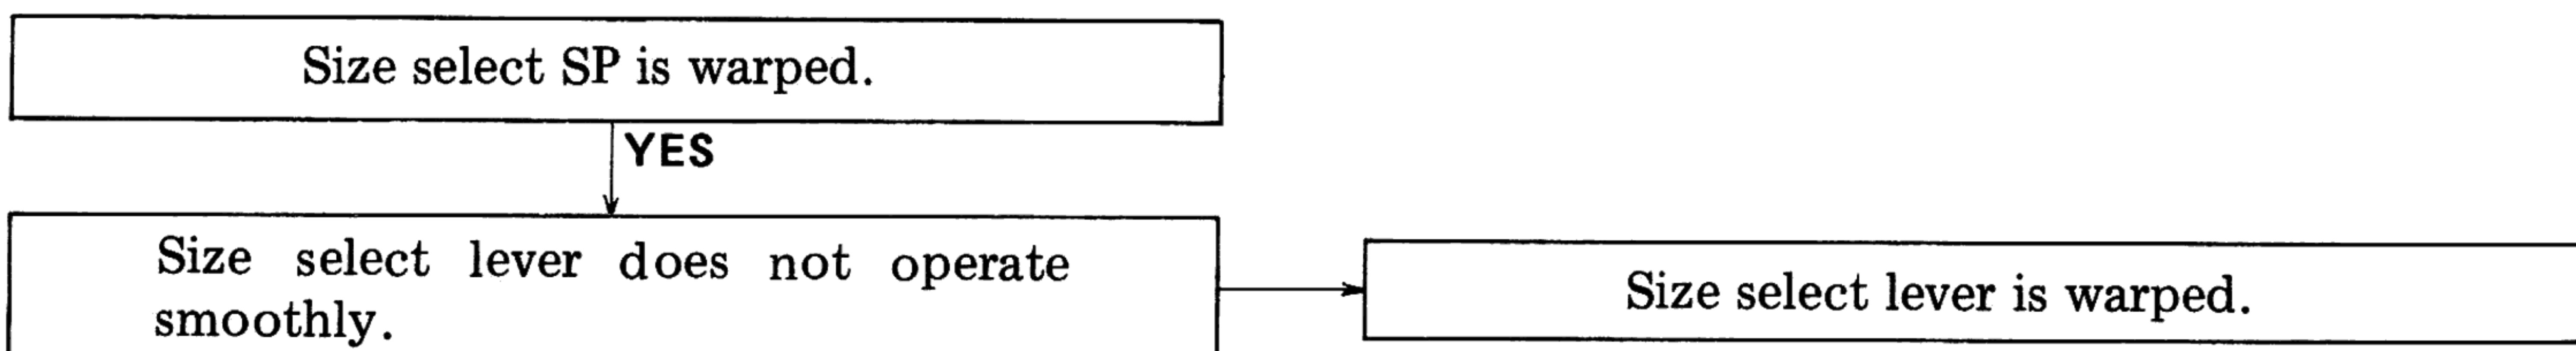 Size select SP is warped.
YES
Size select lever does not operate
smoothly.
Size select lever is warped.